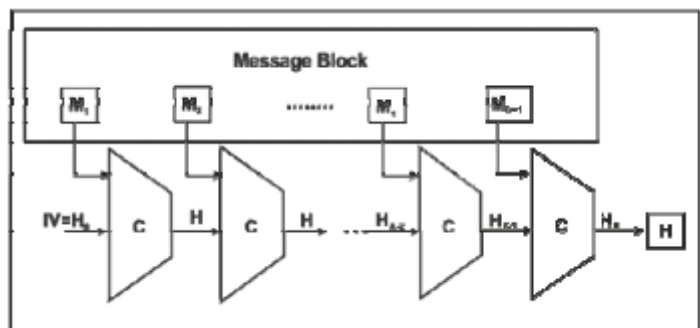 Message Block
M₁ M₂ ........ M
C C C C
IV=H₀ H H .... H H H H